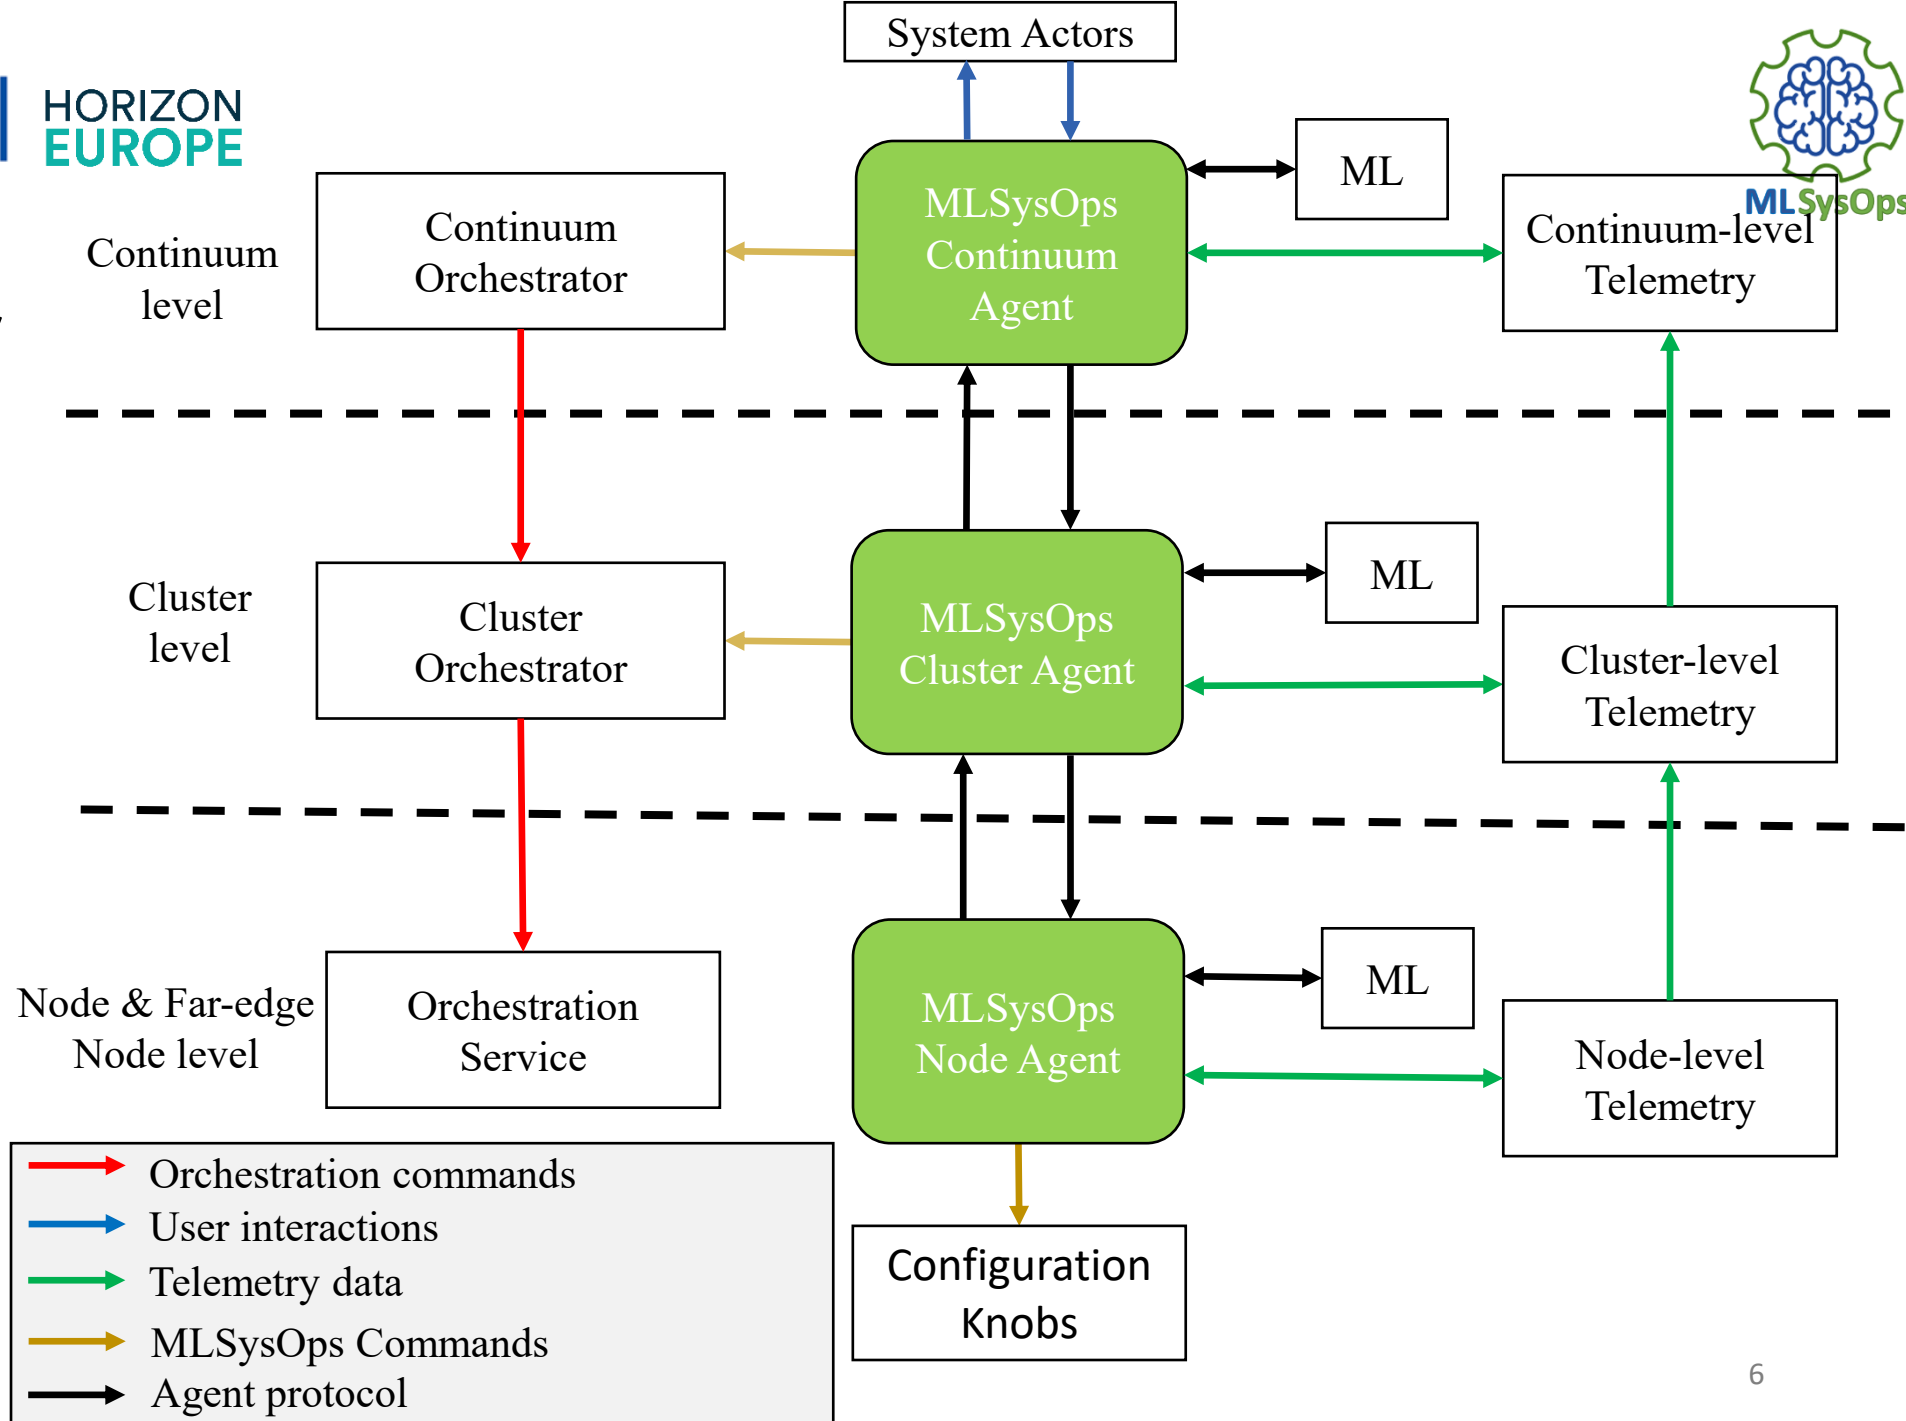 System Actors
HORIZON
EUROPE
MLSysOps
Continuum
level
Continuum
Orchestrator
MLSysOps
Continuum
Agent
ML
Continuum-level
Telemetry
Cluster
level
Cluster
Orchestrator
MLSysOps
Cluster Agent
ML
Cluster-level
Telemetry
Node & Far-edge
Node level
Orchestration
Service
MLSysOps
Node Agent
ML
Node-level
Telemetry
Configuration
Knobs
Orchestration commands
User interactions
Telemetry data
MLSysOps Commands
Agent protocol
6